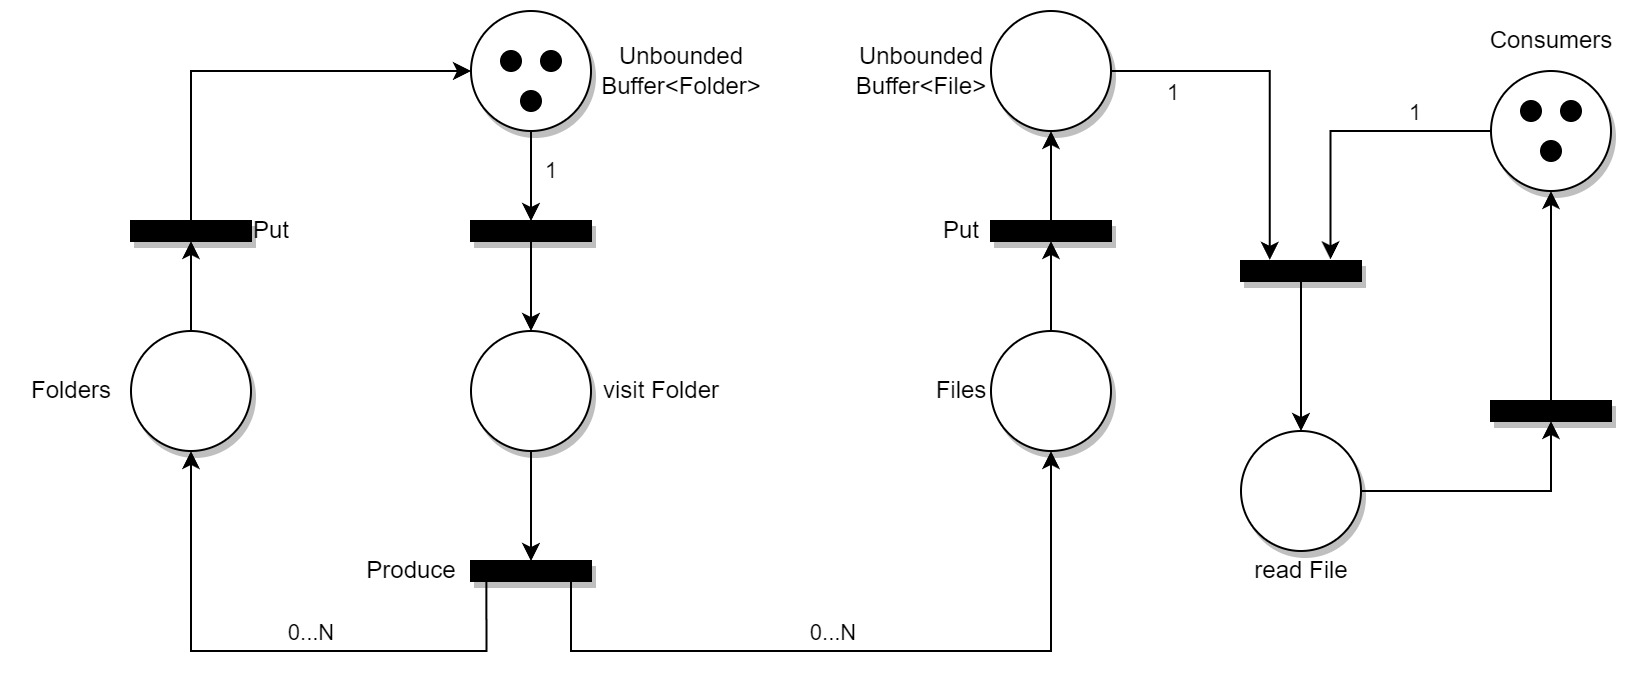 Consumers
Unbounded
Buffer<Folder>
Unbounded
Buffer<File>
1
1
1
Put
Put
Folders
visit Folder
Files
Produce
read File
0...N
0...N